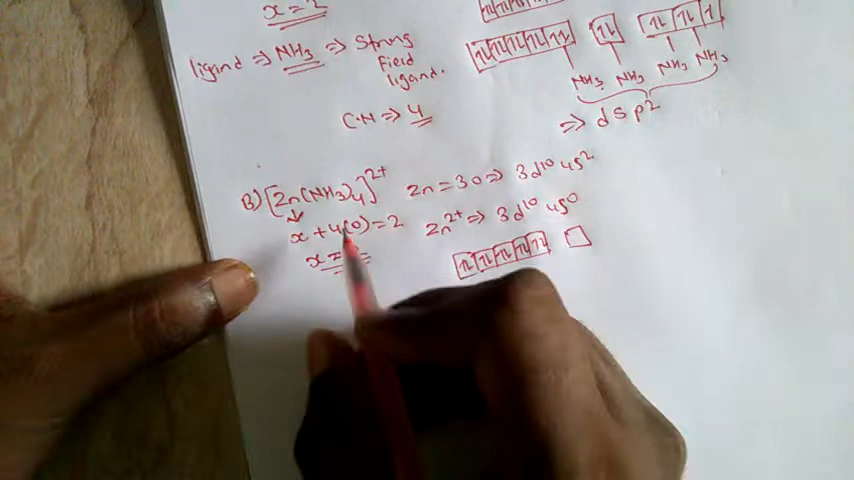 x = 2
ligand ⇒ NH3 ⇒ Strong Field ligand.
C.N ⇒ 4
NH3 NH3 NH3 NH3
⇒ dsp2
B) [Zn(NH3)4]2+ Zn = 30 ⇒ 3d10 4s2
x + 4(0) = 2 Zn2+ ⇒ 3d10 4s0
x =